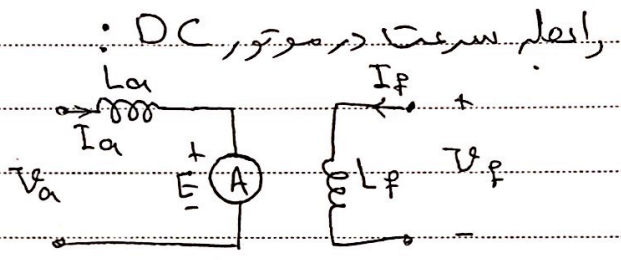 رابطه سرعت در موتور DC :
La
Ia
Va
+
E
-
A
If
+
Lf
Vf
-